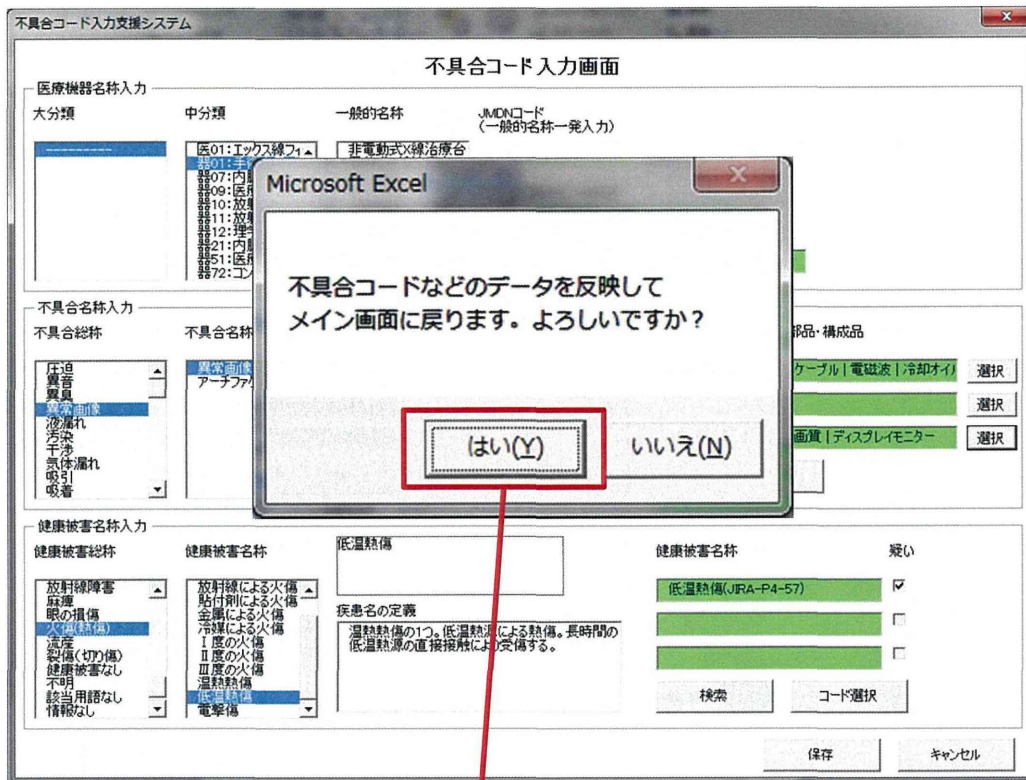 不具合コード入力支援システム
不具合コード入力画面
医療機器名称入力
大分類
中分類
一般的名称
JMDNコード
(一般的名称一発入力)
----------
医01:エックス線フィ
非電動式X線治療台
器01:手術
器07:内臓
器09:医療
器10:放射
器11:放射
器12:理学
器21:内臓
器51:医療
器72:コン
Microsoft Excel
不具合コードなどのデータを反映して
メイン画面に戻ります。よろしいですか?
はい(Y)
いいえ(N)
不具合名称入力
不具合総称
不具合名称
部品・構成品
圧迫
異音
異臭
異常画像
液漏れ
汚染
干渉
気体漏れ
吸引
吸着
異常画像
アーチファク
ケーブル | 電磁波 | 冷却オイル
選択
選択
画質 | ディスプレイモニター
選択
健康被害名称入力
健康被害総称
健康被害名称
低温熱傷
健康被害名称
疑い
放射線障害
麻痺
眼の損傷
火傷(熱傷)
流産
裂傷(切り傷)
健康被害なし
不明
該当用語なし
情報なし
放射線による火傷
貼付剤による火傷
金属による火傷
冷媒による火傷
Ⅰ度の火傷
Ⅱ度の火傷
Ⅲ度の火傷
温熱熱傷
低温熱傷
電撃傷
疾患名の定義
温熱熱傷の1つ。低温熱源による熱傷。長時間の
低温熱源の直接接触により受傷する。
低温熱傷(JIRA-P4-57)
検索
コード選択
保存
キャンセル